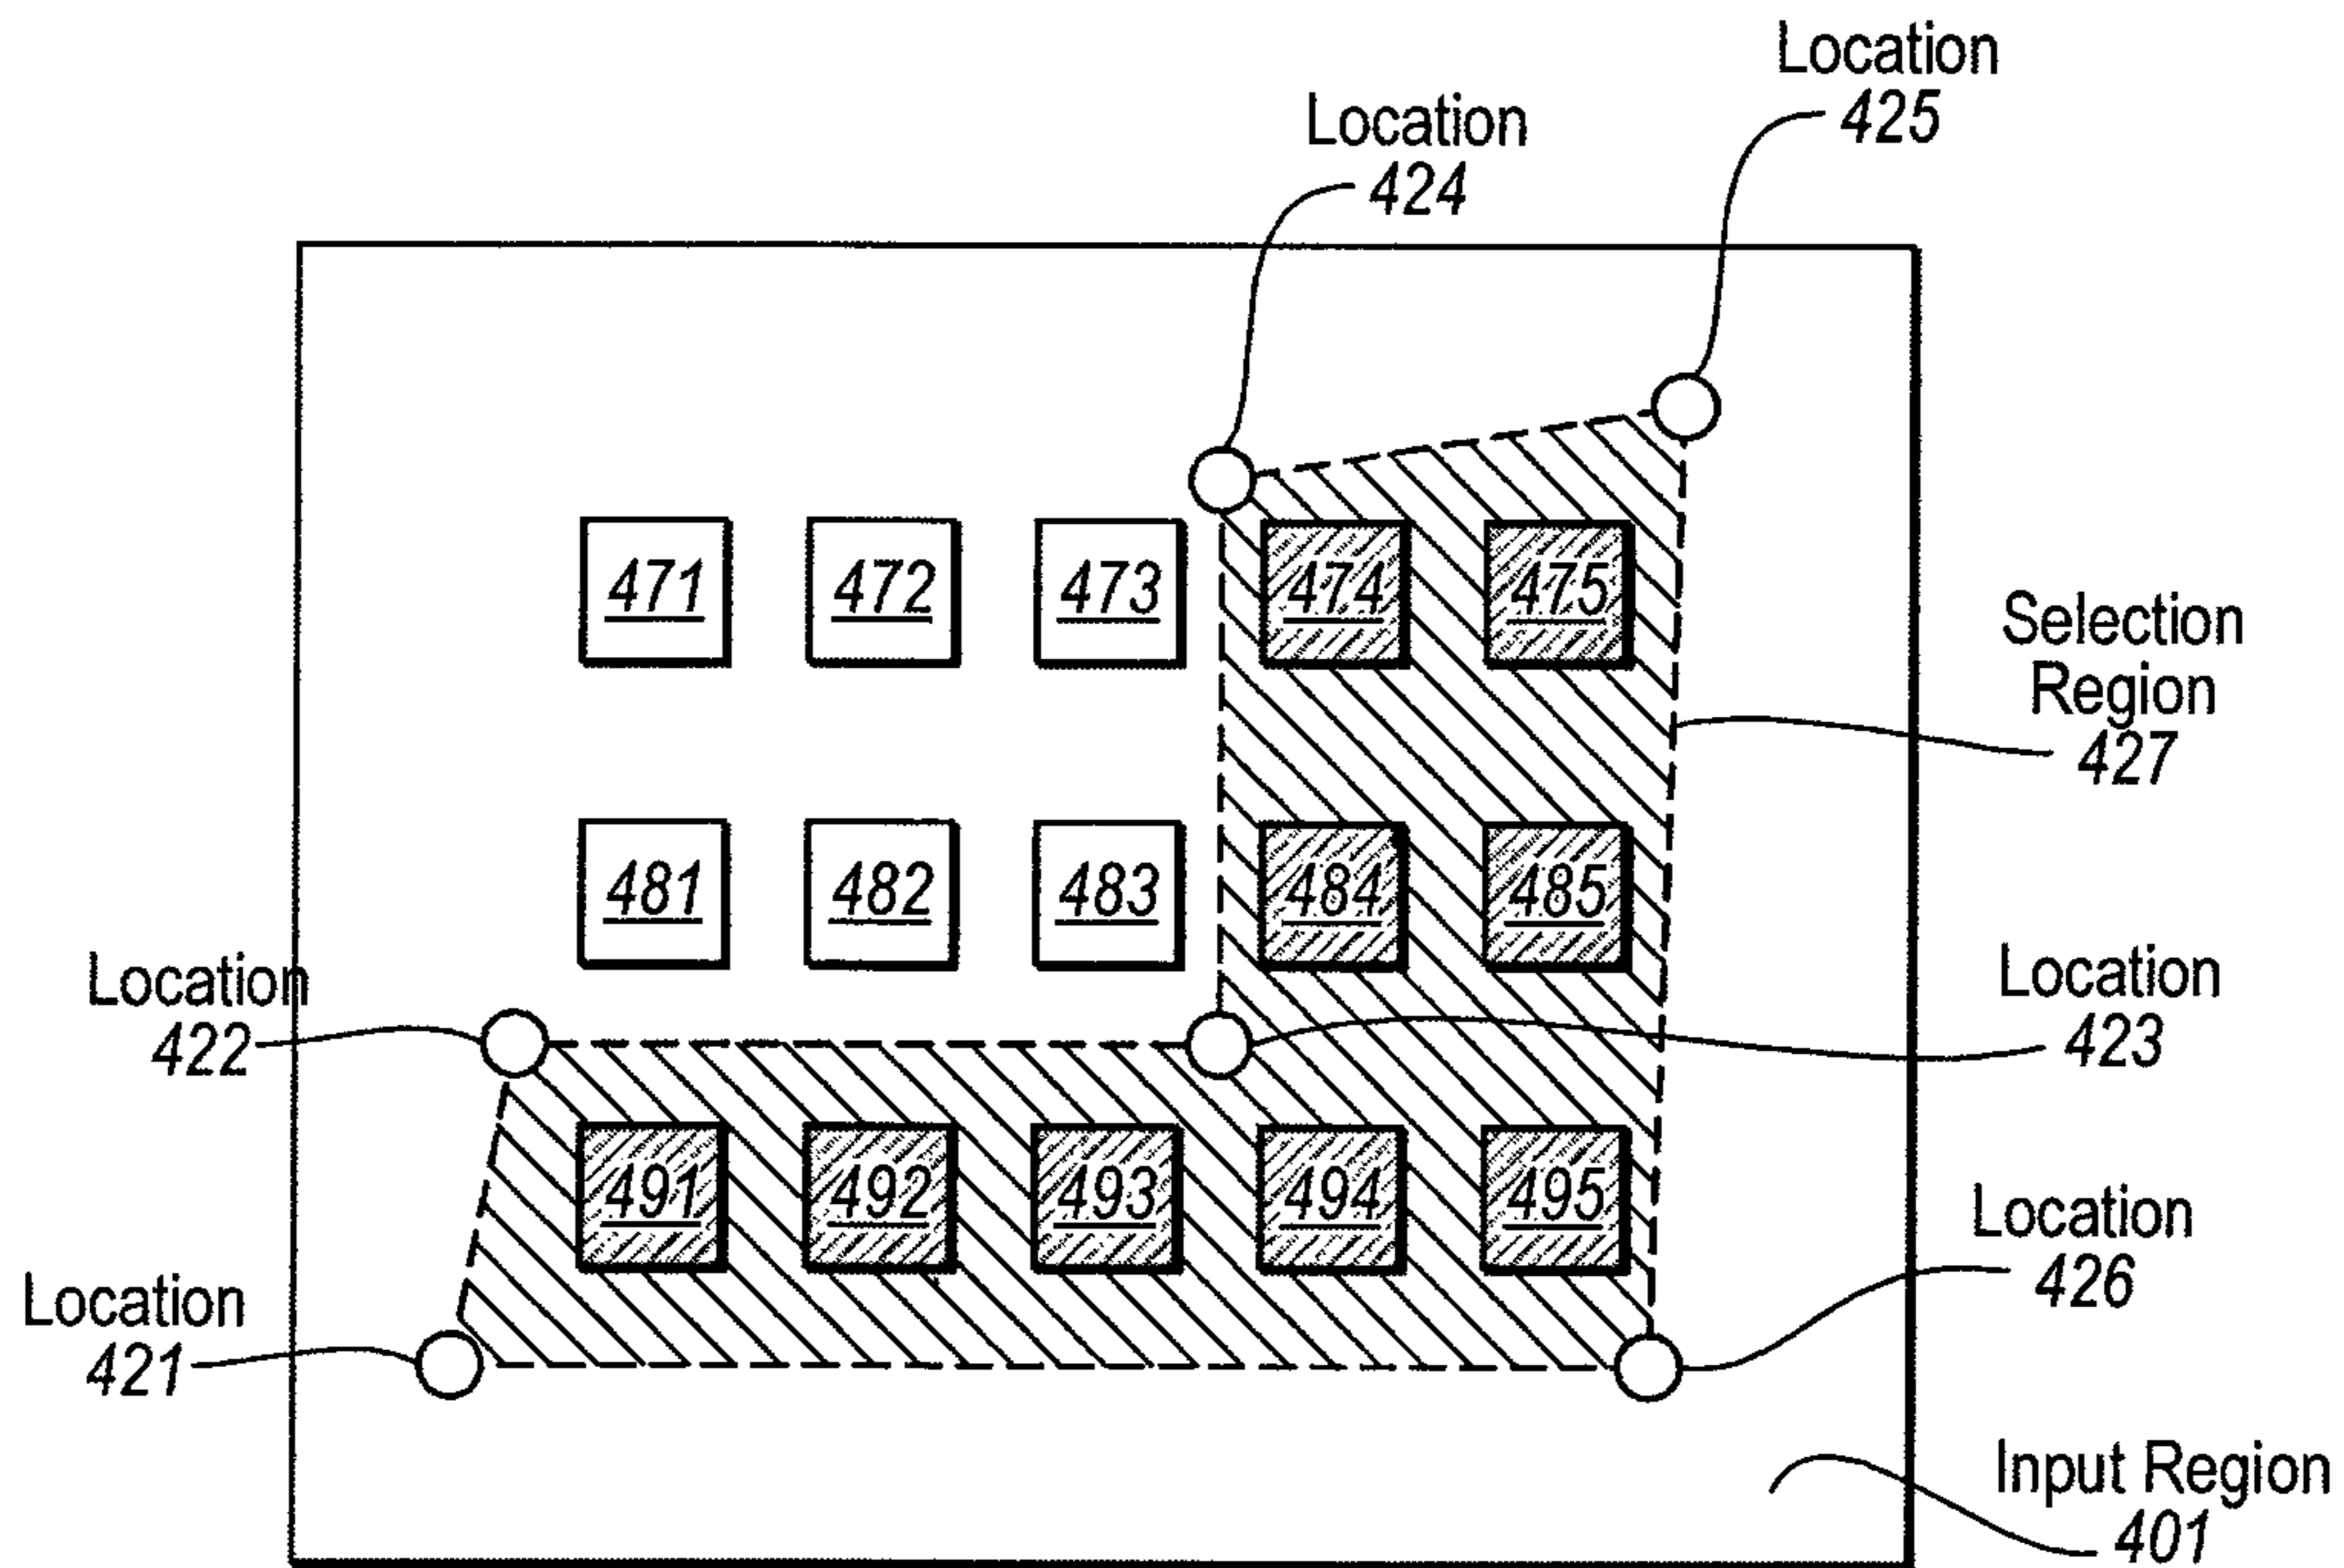 Location
425
Location
424
471 472 473 474 475
Selection
Region
427
481 482 483 484 485
Location
422
Location
423
491 492 493 494 495
Location
426
Location
421
Input Region
401